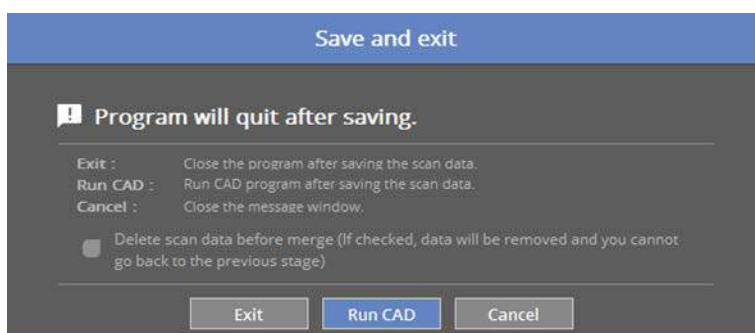 Save and exit
Program will quit after saving.
Exit : Close the program after saving the scan data.
Run CAD : Run CAD program after saving the scan data.
Cancel : Close the message window.
Delete scan data before merge (If checked, data will be removed and you cannot
go back to the previous stage)
Exit Run CAD Cancel